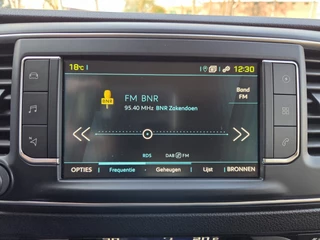 18°C 12:30
FM BNR
Band
FM
95.40 MHz BNR Zakendoen
RDS DAB FM
OPTIES Frequentie Geheugen Lijst BRONNEN